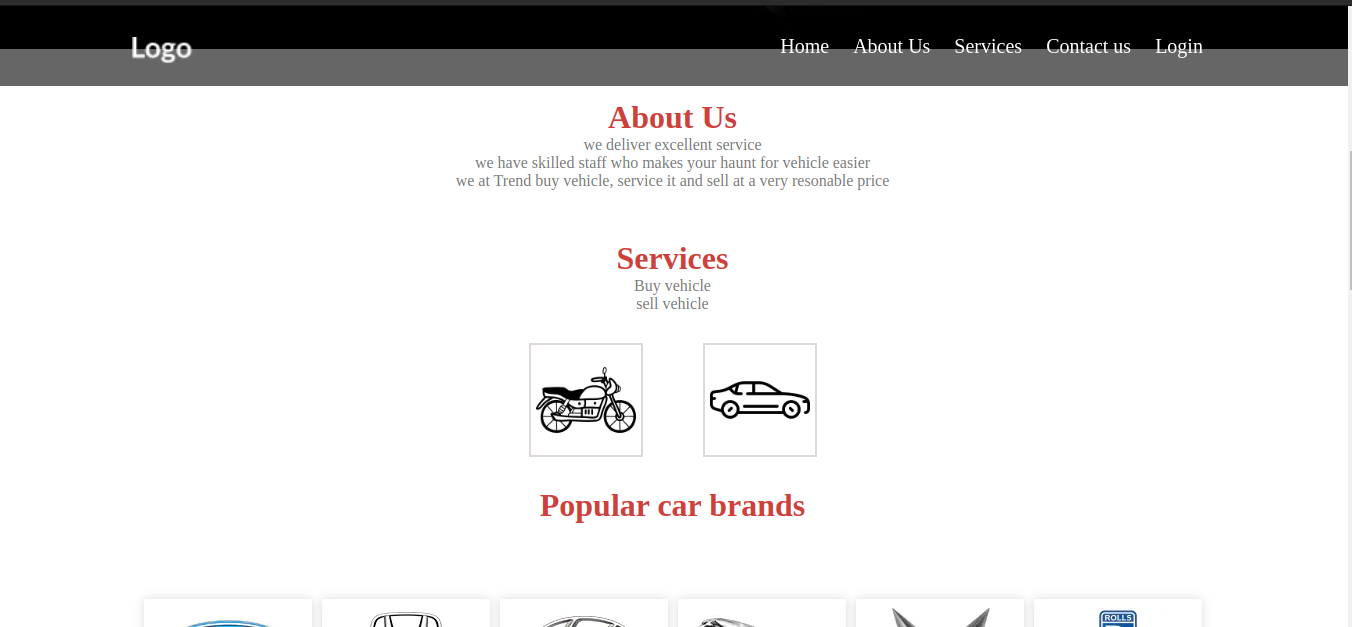 Logo
Home About Us Services Contact us Login
About Us
we deliver excellent service
we have skilled staff who makes your haunt for vehicle easier
we at Trend buy vehicle, service it and sell at a very resonable price
Services
Buy vehicle
sell vehicle
Popular car brands
ROLLS